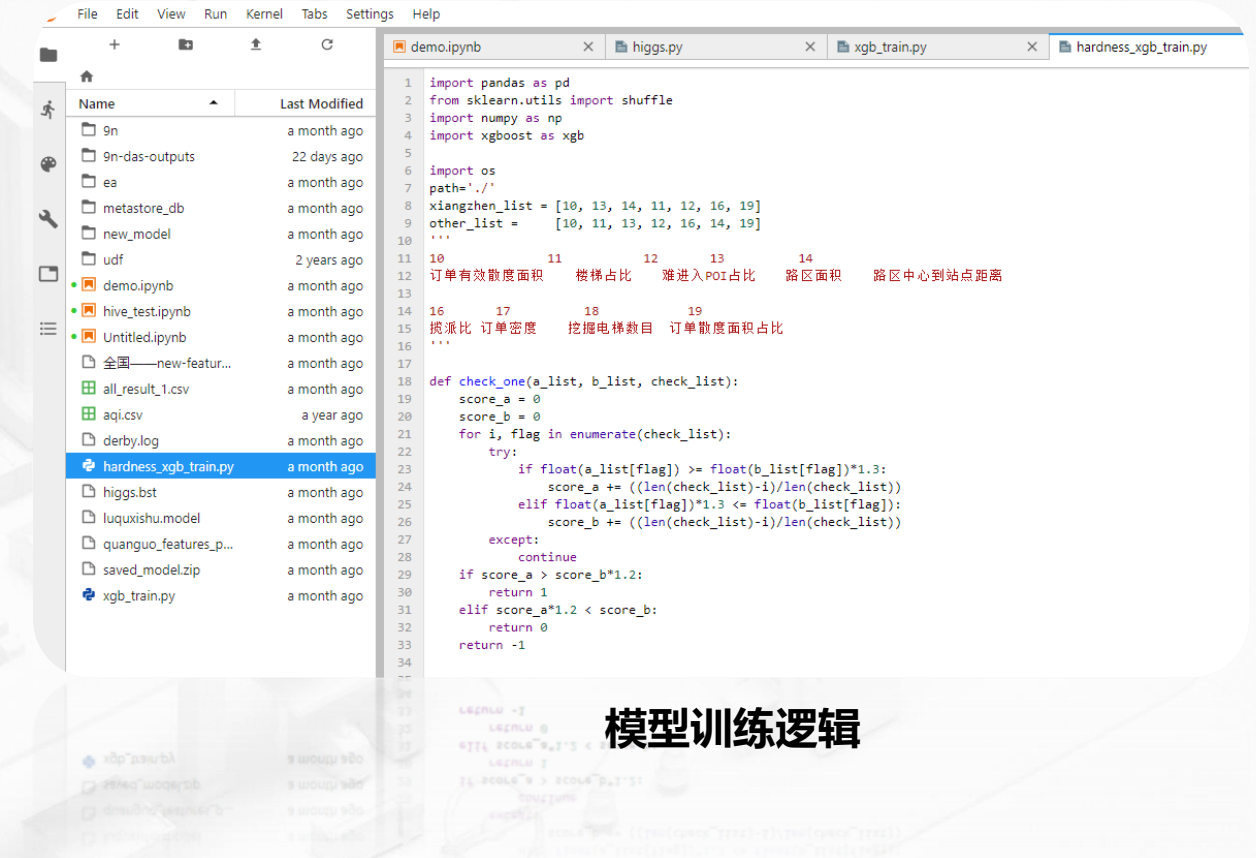 File Edit View Run Kernel Tabs Settings Help
demo.ipynb higgs.py xgb_train.py hardness_xgb_train.py
Name Last Modified
9n a month ago
9n-das-outputs 22 days ago
ea a month ago
metastore_db a month ago
new_model a month ago
udf 2 years ago
demo.ipynb a month ago
hive_test.ipynb a month ago
Untitled.ipynb a month ago
全国——new-featur... a month ago
all_result_1.csv a month ago
aqi.csv a year ago
derby.log a month ago
hardness_xgb_train.py a month ago
higgs.bst a month ago
luquxishu.model a month ago
quanguo_features_p... a month ago
saved_model.zip a month ago
xgb_train.py a month ago
1 import pandas as pd
2 from sklearn.utils import shuffle
3 import numpy as np
4 import xgboost as xgb
5
6 import os
7 path='./'
8 xiangzhen_list = [10, 13, 14, 11, 12, 16, 19]
9 other_list =     [10, 11, 13, 12, 16, 14, 19]
10 '''
11 10 11 12 13 14
12 订单有效散度面积 楼梯占比 难进入POI占比 路区面积 路区中心到站点距离
13
14 16 17 18 19
15 揽派比 订单密度 挖掘电梯数目 订单散度面积占比
16 '''
17
18 def check_one(a_list, b_list, check_list):
19     score_a = 0
20     score_b = 0
21     for i, flag in enumerate(check_list):
22         try:
23             if float(a_list[flag]) >= float(b_list[flag])*1.3:
24                 score_a += ((len(check_list)-i)/len(check_list))
25             elif float(a_list[flag])*1.3 <= float(b_list[flag]):
26                 score_b += ((len(check_list)-i)/len(check_list))
27         except:
28             continue
29     if score_a > score_b*1.2:
30         return 1
31     elif score_a*1.2 < score_b:
32         return 0
33     return -1
34
模型训练逻辑